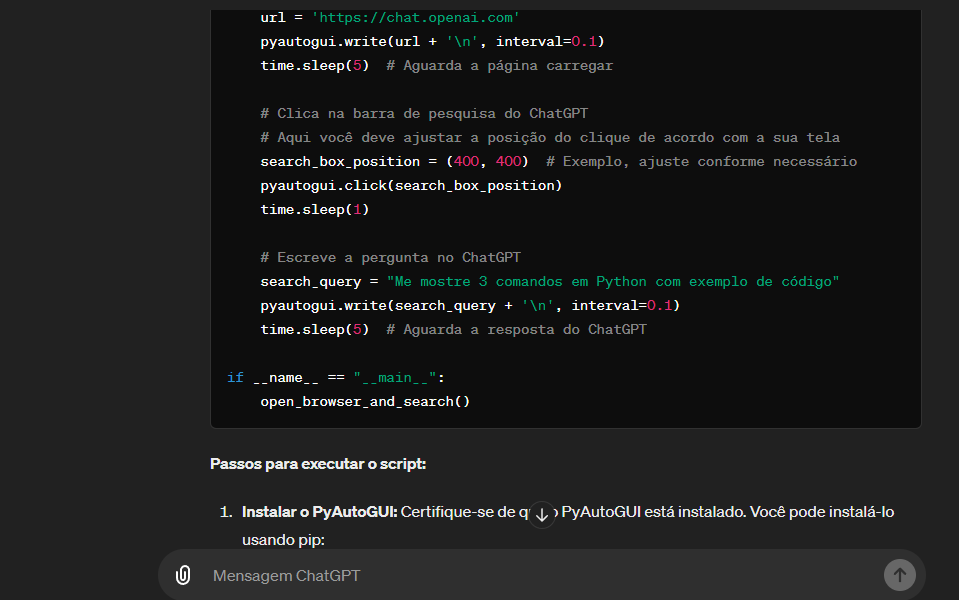 url = 'https://chat.openai.com'
pyautogui.write(url + '\n', interval=0.1)
time.sleep(5)  # Aguarda a página carregar
# Clica na barra de pesquisa do ChatGPT
# Aqui você deve ajustar a posição do clique de acordo com a sua tela
search_box_position = (400, 400)  # Exemplo, ajuste conforme necessário
pyautogui.click(search_box_position)
time.sleep(1)
# Escreve a pergunta no ChatGPT
search_query = "Me mostre 3 comandos em Python com exemplo de código"
pyautogui.write(search_query + '\n', interval=0.1)
time.sleep(5)  # Aguarda a resposta do ChatGPT
if __name__ == "__main__":
open_browser_and_search()
Passos para executar o script:
1. Instalar o PyAutoGUI: Certifique-se de PyAutoGUI está instalado. Você pode instalá-lo
usando pip:
Mensagem ChatGPT